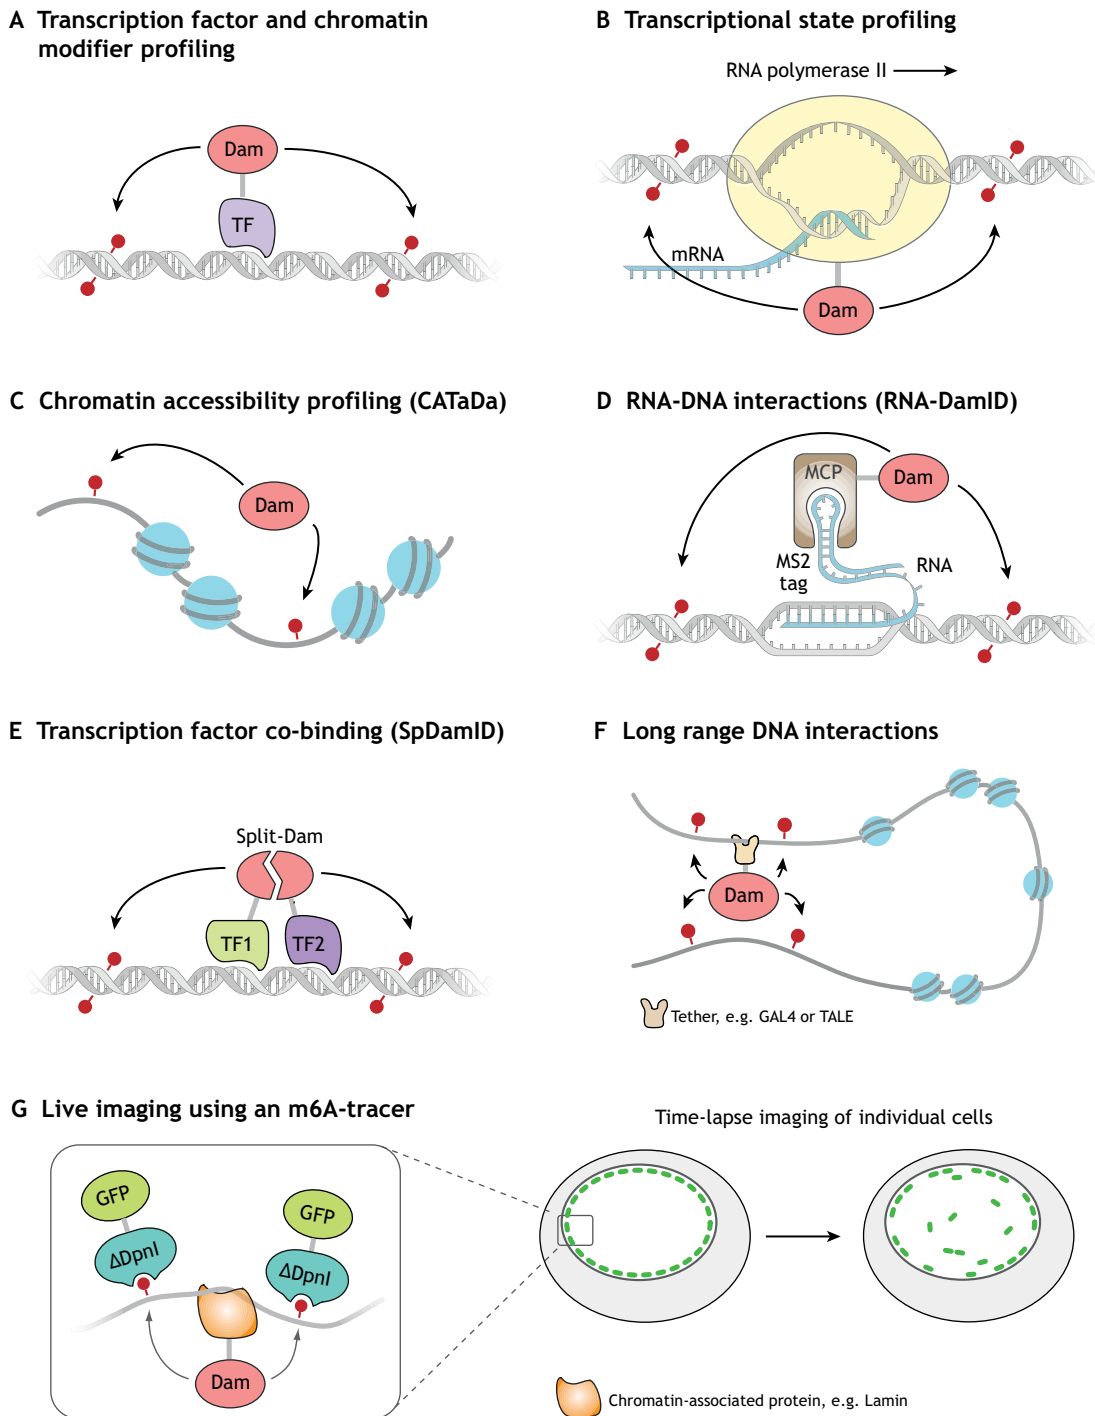 A Transcription factor and chromatin
modifier profiling
Dam
TF
B Transcriptional state profiling
RNA polymerase II
mRNA
Dam
C Chromatin accessibility profiling (CATaDa)
Dam
D RNA-DNA interactions (RNA-DamID)
MCP
Dam
MS2
tag
RNA
E Transcription factor co-binding (SpDamID)
Split-Dam
TF1
TF2
F Long range DNA interactions
Dam
Tether, e.g. GAL4 or TALE
G Live imaging using an m6A-tracer
GFP
ΔDpnI
GFP
ΔDpnI
Dam
Time-lapse imaging of individual cells
Chromatin-associated protein, e.g. Lamin